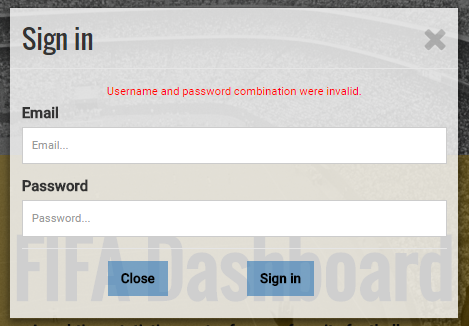 Sign in
Username and password combination were invalid.
Email
Email...
Password
Password...
FIFA Dashboard
Close
Sign in